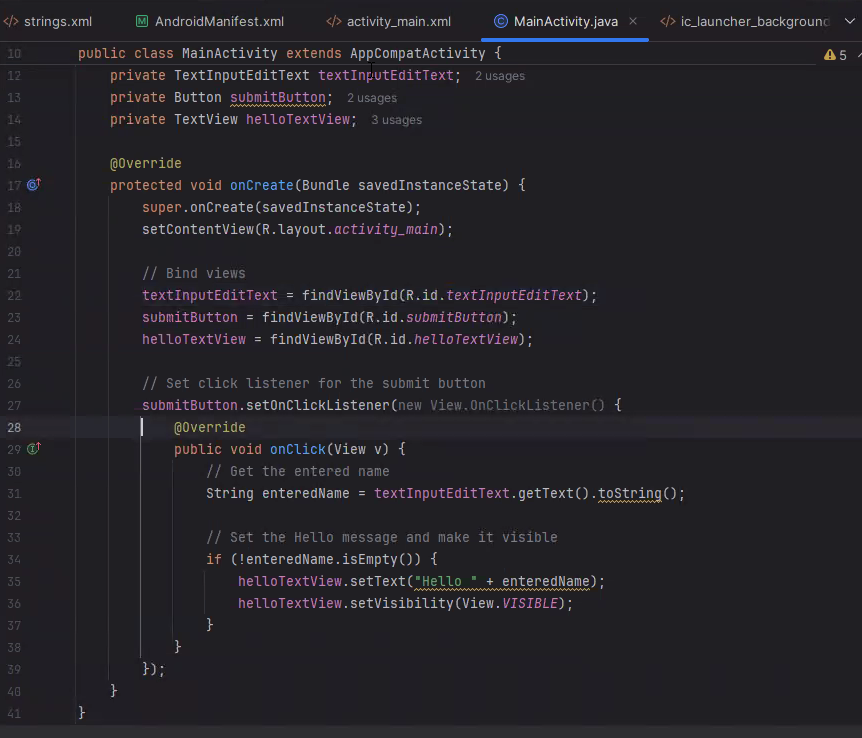 strings.xml AndroidManifest.xml activity_main.xml MainActivity.java ic_launcher_background
10 public class MainActivity extends AppCompatActivity { 5
12 private TextInputEditText textInputEditText; 2 usages
13 private Button submitButton; 2 usages
14 private TextView helloTextView; 3 usages
15
16 @Override
17 protected void onCreate(Bundle savedInstanceState) {
18 super.onCreate(savedInstanceState);
19 setContentView(R.layout.activity_main);
20
21 // Bind views
22 textInputEditText = findViewById(R.id.textInputEditText);
23 submitButton = findViewById(R.id.submitButton);
24 helloTextView = findViewById(R.id.helloTextView);
25
26 // Set click listener for the submit button
27 submitButton.setOnClickListener(new View.OnClickListener() {
28 @Override
29 public void onClick(View v) {
30 // Get the entered name
31 String enteredName = textInputEditText.getText().toString();
32
33 // Set the Hello message and make it visible
34 if (!enteredName.isEmpty()) {
35 helloTextView.setText("Hello " + enteredName);
36 helloTextView.setVisibility(View.VISIBLE);
37 }
38 }
39 });
40 }
41 }